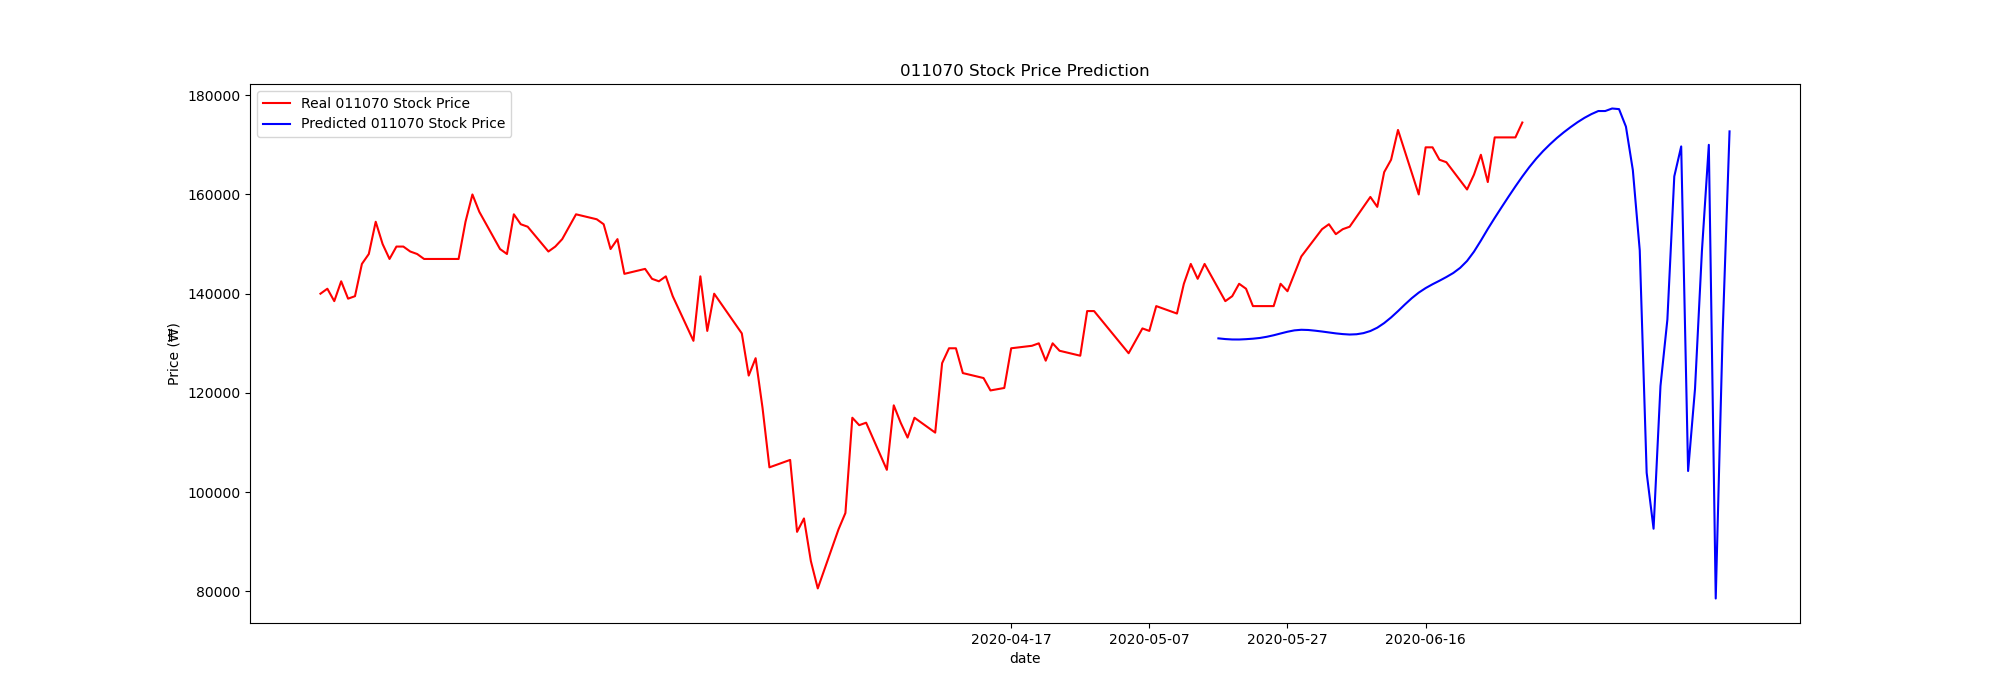 011070 Stock Price Prediction
Real 011070 Stock Price
Predicted 011070 Stock Price
180000
160000
140000
120000
100000
80000
Price (₩)
2020-04-17
2020-05-07
2020-05-27
2020-06-16
date